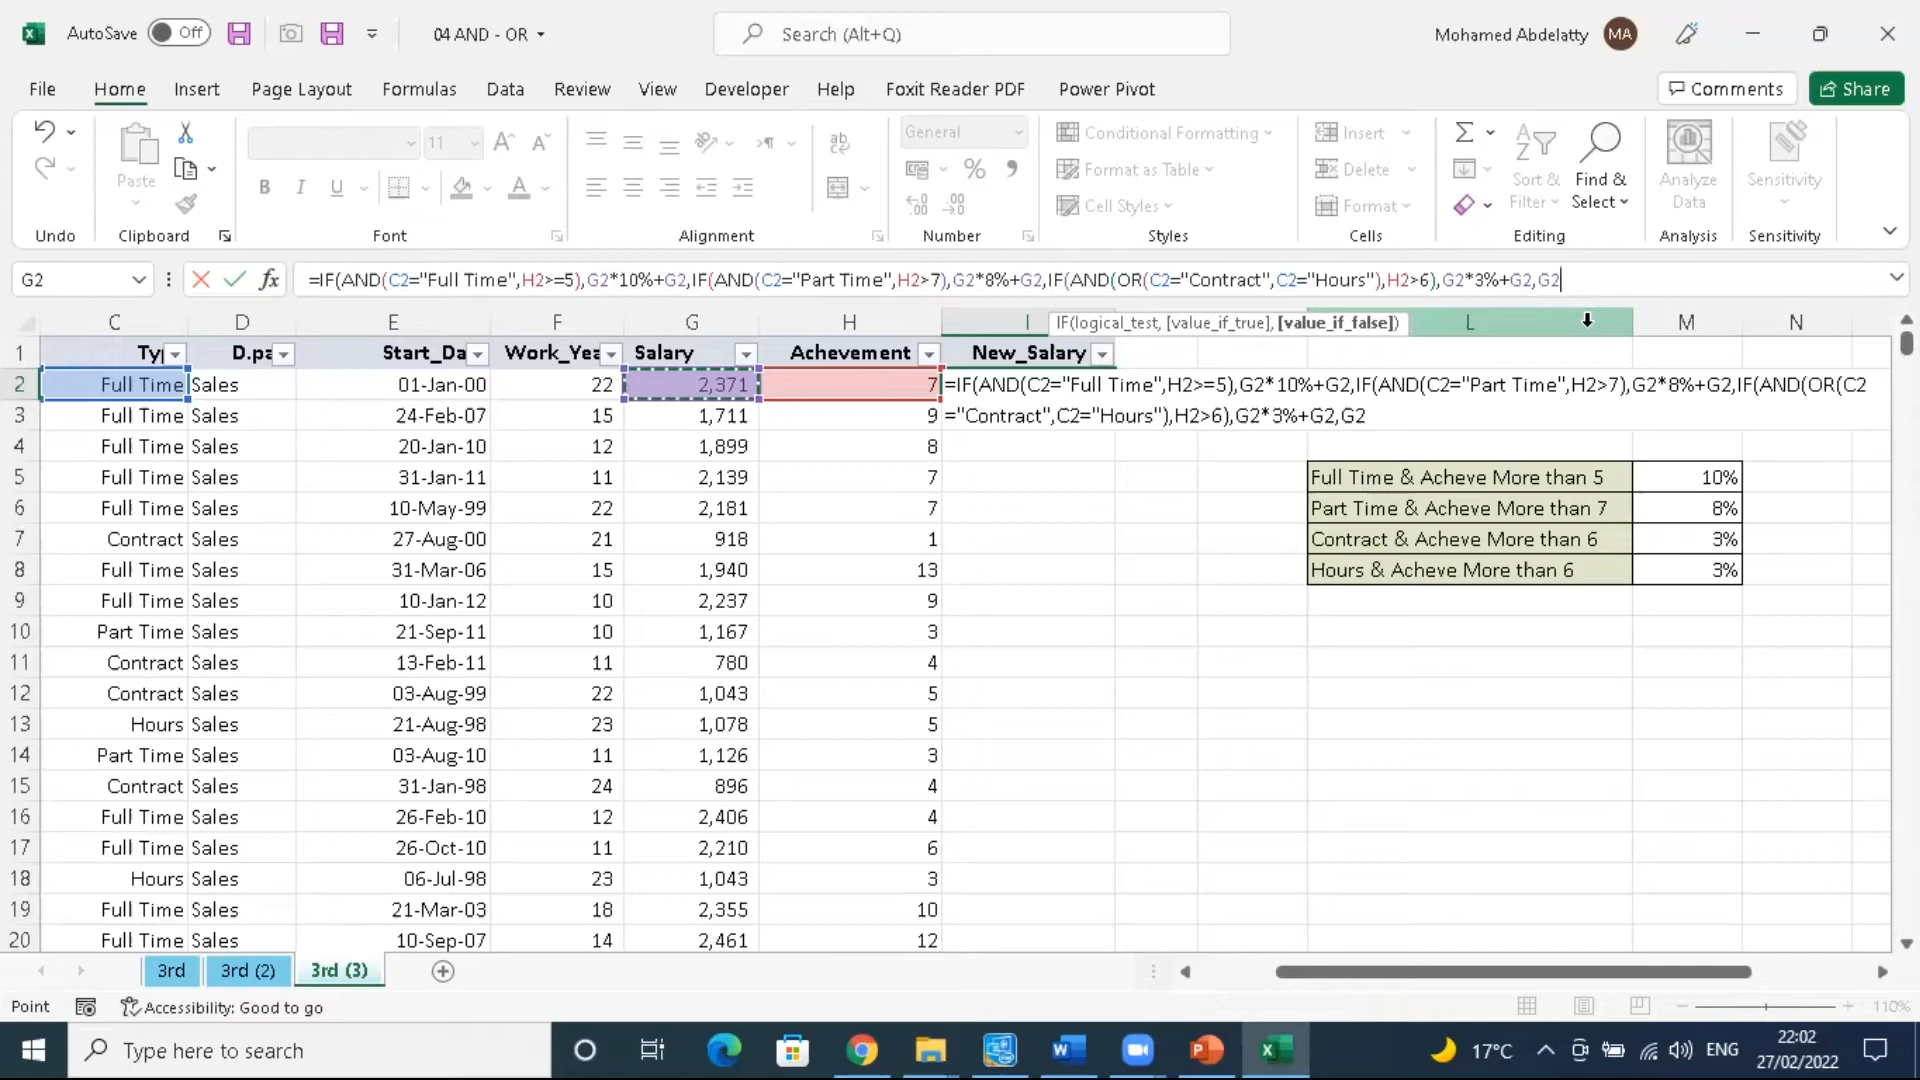 AutoSave Off 04 AND - OR Search (Alt+Q) Mohamed Abdelatty MA
File Home Insert Page Layout Formulas Data Review View Developer Help Foxit Reader PDF Power Pivot Comments Share
11 General Conditional Formatting Insert
Paste Format as Table Delete Sort & Filter Find & Select Analyze Data Sensitivity
B I U Cell Styles Format
Undo Clipboard Font Alignment Number Styles Cells Editing Analysis Sensitivity
G2 fx =IF(AND(C2="Full Time",H2>=5),G2*10%+G2,IF(AND(C2="Part Time",H2>7),G2*8%+G2,IF(AND(OR(C2="Contract",C2="Hours"),H2>6),G2*3%+G2,G2
C D E F G H I L M N
IF(logical_test, [value_if_true], [value_if_false])
1 Typ D.pa Start_Da Work_Yea Salary Achevement New_Salary
2 Full Time Sales 01-Jan-00 22 2,371 7 =IF(AND(C2="Full Time",H2>=5),G2*10%+G2,IF(AND(C2="Part Time",H2>7),G2*8%+G2,IF(AND(OR(C2
3 Full Time Sales 24-Feb-07 15 1,711 9 ="Contract",C2="Hours"),H2>6),G2*3%+G2,G2
4 Full Time Sales 20-Jan-10 12 1,899 8
5 Full Time Sales 31-Jan-11 11 2,139 7 Full Time & Acheve More than 5 10%
6 Full Time Sales 10-May-99 22 2,181 7 Part Time & Acheve More than 7 8%
7 Contract Sales 27-Aug-00 21 918 1 Contract & Acheve More than 6 3%
8 Full Time Sales 31-Mar-06 15 1,940 13 Hours & Acheve More than 6 3%
9 Full Time Sales 10-Jan-12 10 2,237 9
10 Part Time Sales 21-Sep-11 10 1,167 3
11 Contract Sales 13-Feb-11 11 780 4
12 Contract Sales 03-Aug-99 22 1,043 5
13 Hours Sales 21-Aug-98 23 1,078 5
14 Part Time Sales 03-Aug-10 11 1,126 3
15 Contract Sales 31-Jan-98 24 896 4
16 Full Time Sales 26-Feb-10 12 2,406 4
17 Full Time Sales 26-Oct-10 11 2,210 6
18 Hours Sales 06-Jul-98 23 1,043 3
19 Full Time Sales 21-Mar-03 18 2,355 10
20 Full Time Sales 10-Sep-07 14 2,461 12
3rd 3rd (2) 3rd (3)
Point Accessibility: Good to go 110%
Type here to search 17°C ENG 22:02
27/02/2022